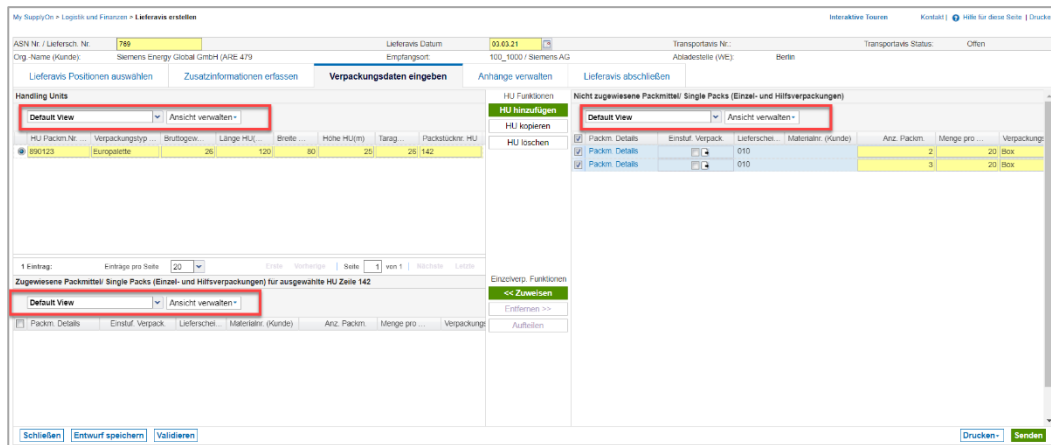 My SupplyOn > Logistik und Finanzen > Lieferavis erstellen
Interaktive Touren Kontakt | Hilfe für diese Seite | Drucke
ASN Nr. / Liefersch. Nr. 789 Lieferavis Datum 03.03.21 Transportavis Nr.: Transportavis Status: Offen
Org.-Name (Kunde): Siemens Energy Global GmbH (ARE 479 Empfangsort: 100_1000 / Siemens AG Abladestelle (WE): Berlin
Lieferavis Positionen auswählen Zusatzinformationen erfassen Verpackungsdaten eingeben Anhänge verwalten Lieferavis abschließen
Handling Units HU Funktionen Nicht zugewiesene Packmittel/ Single Packs (Einzel- und Hilfsverpackungen)
Default View Ansicht verwalten HU hinzufügen Default View Ansicht verwalten
HU kopieren
HU Packm.Nr. ... Verpackungstyp ... Bruttogew... Länge HU(... Breite ... Höhe HU(m) Tarag... Packstücknr. HU HU löschen Packm. Details Einstuf. Verpack. Lieferschei... Materialnr. (Kunde) Anz. Packm. Menge pro ... Verpackungs
890123 Europalette 26 120 80 25 25 142 Packm. Details 010 2 20 Box
Packm. Details 010 3 20 Box
1 Eintrag: Einträge pro Seite 20 Erste Vorherige Seite 1 von 1 Nächste Letzte
Zugewiesene Packmittel/ Single Packs (Einzel- und Hilfsverpackungen) für ausgewählte HU Zeile 142 Einzelverp. Funktionen
Default View Ansicht verwalten << Zuweisen
Entfernen >>
Packm. Details Einstuf. Verpack. Lieferschei... Materialnr. (Kunde) Anz. Packm. Menge pro ... Verpackungs Aufteilen
Schließen Entwurf speichern Validieren Drucken Senden